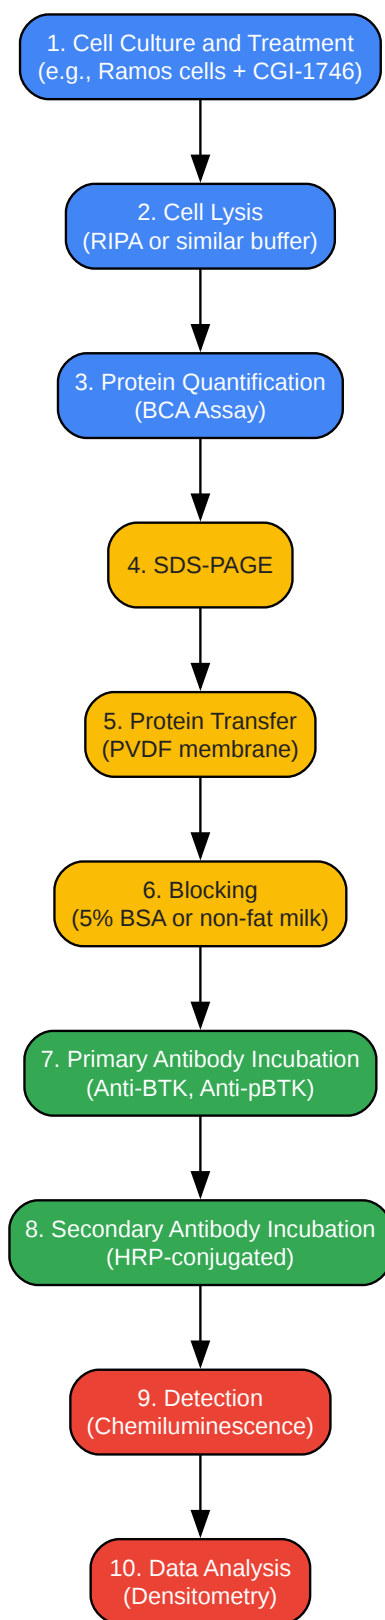 1. Cell Culture and Treatment
(e.g., Ramos cells + CGI-1746)
2. Cell Lysis
(RIPA or similar buffer)
3. Protein Quantification
(BCA Assay)
4. SDS-PAGE
5. Protein Transfer
(PVDF membrane)
6. Blocking
(5% BSA or non-fat milk)
7. Primary Antibody Incubation
(Anti-BTK, Anti-pBTK)
8. Secondary Antibody Incubation
(HRP-conjugated)
9. Detection
(Chemiluminescence)
10. Data Analysis
(Densitometry)